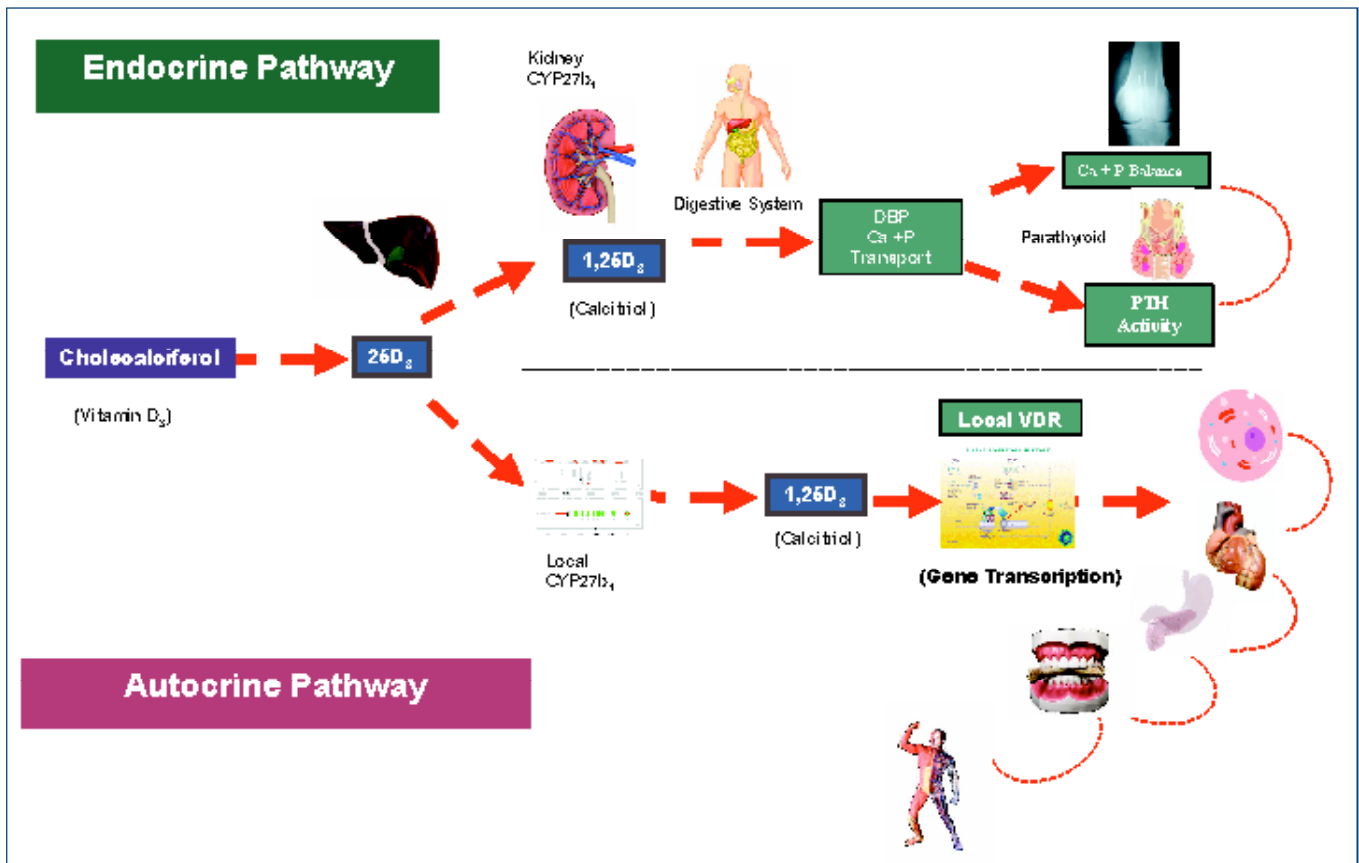 Endocrine Pathway
Kidney
CYP27b₁
Digestive System
1,25D₃
(Calcitriol)
DBP
Ca +P
Transport
Ca + P Balance
Parathyroid
PTH
Activity
Cholecalciferol
(Vitamin D₃)
25D₃
Local VDR
Local
CYP27b₁
1,25D₃
(Calcitriol)
(Gene Transcription)
Autocrine Pathway